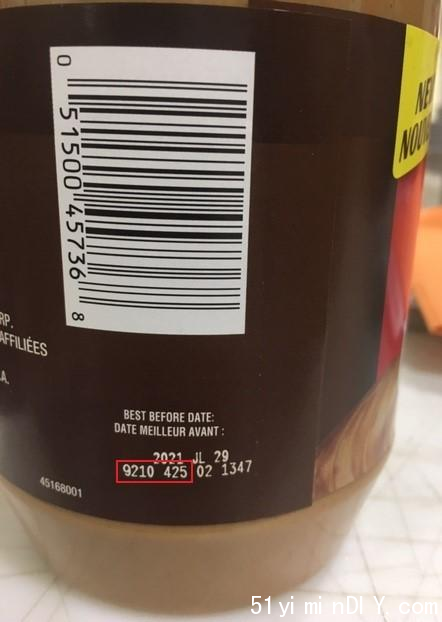 0 51500 45736 8
NE
NOU
RP.
AFFILIÉES
A.
BEST BEFORE DATE:
DATE MEILLEUR AVANT :
2021 JL 29
9210 425 02 1347
45168001
51yiminDIY.com